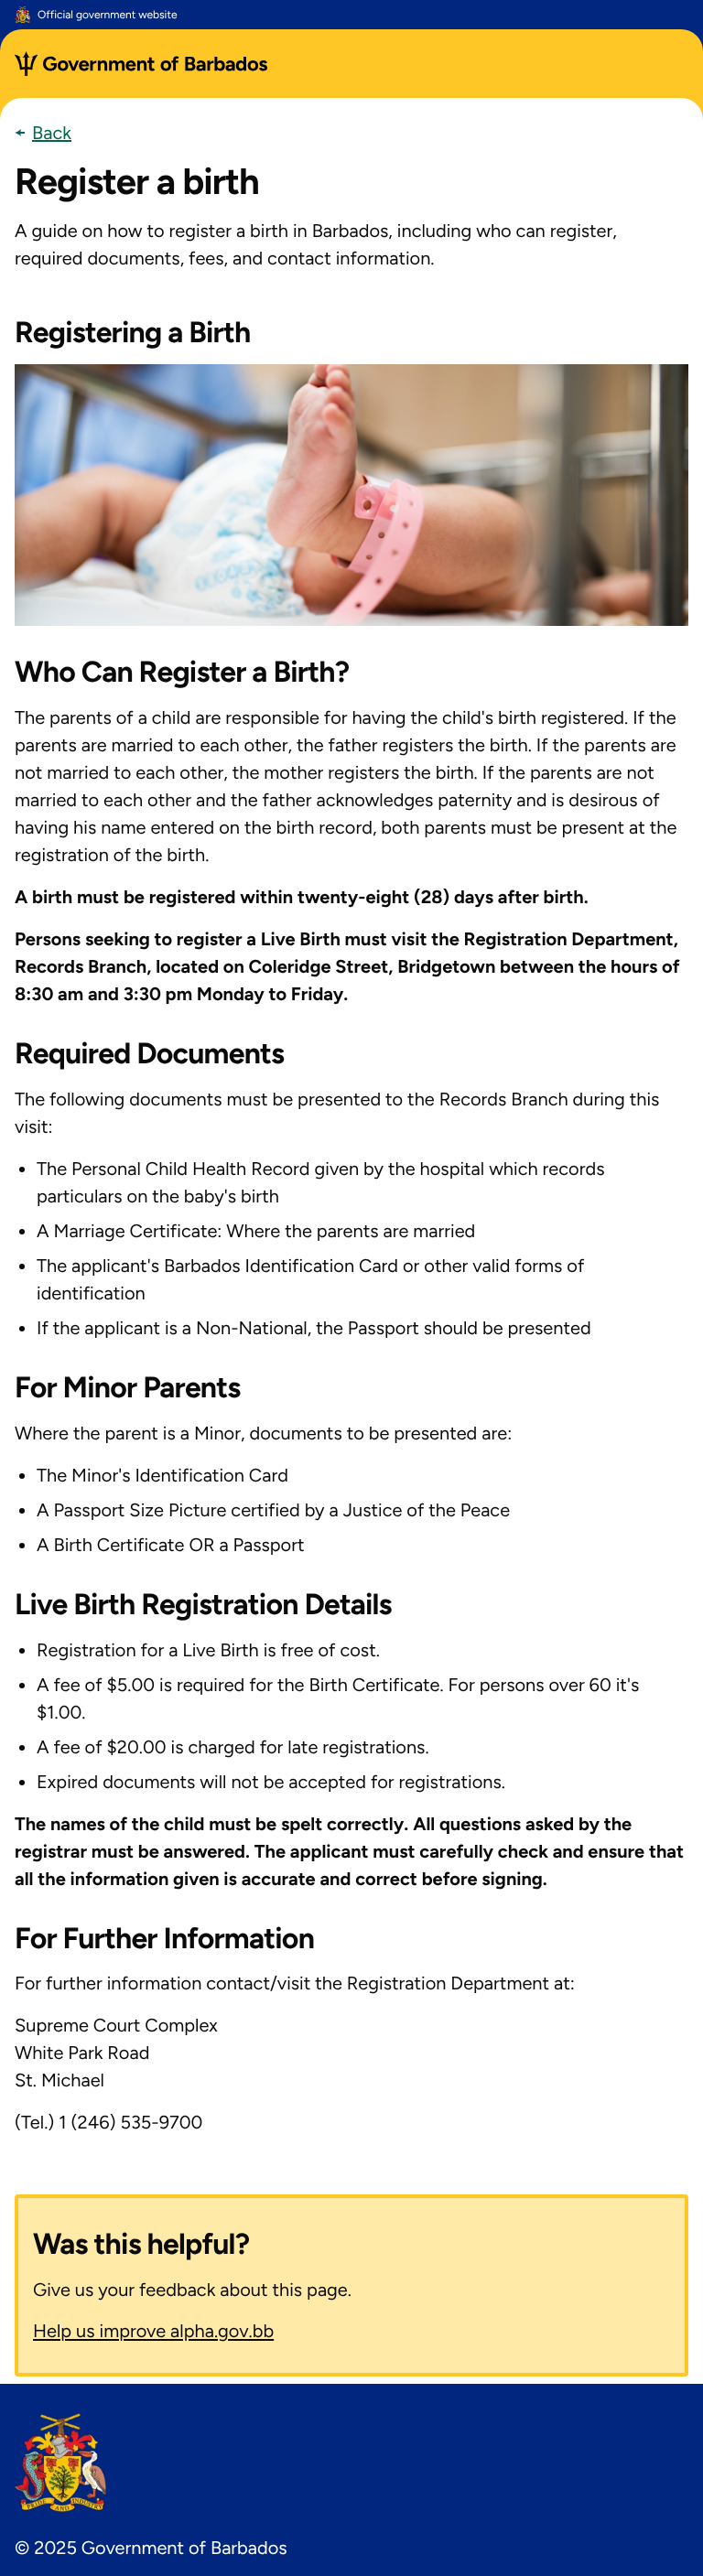 Official government website
Government of Barbados
Back
Register a birth
A guide on how to register a birth in Barbados, including who can register,
required documents, fees, and contact information.
Registering a Birth
Who Can Register a Birth?
The parents of a child are responsible for having the child's birth registered. If the
parents are married to each other, the father registers the birth. If the parents are
not married to each other, the mother registers the birth. If the parents are not
married to each other and the father acknowledges paternity and is desirous of
having his name entered on the birth record, both parents must be present at the
registration of the birth.
A birth must be registered within twenty-eight (28) days after birth.
Persons seeking to register a Live Birth must visit the Registration Department,
Records Branch, located on Coleridge Street, Bridgetown between the hours of
8:30 am and 3:30 pm Monday to Friday.
Required Documents
The following documents must be presented to the Records Branch during this
visit:
• The Personal Child Health Record given by the hospital which records
particulars on the baby's birth
• A Marriage Certificate: Where the parents are married
• The applicant's Barbados Identification Card or other valid forms of
identification
• If the applicant is a Non-National, the Passport should be presented
For Minor Parents
Where the parent is a Minor, documents to be presented are:
• The Minor's Identification Card
• A Passport Size Picture certified by a Justice of the Peace
• A Birth Certificate OR a Passport
Live Birth Registration Details
• Registration for a Live Birth is free of cost.
• A fee of $5.00 is required for the Birth Certificate. For persons over 60 it's
$1.00.
• A fee of $20.00 is charged for late registrations.
• Expired documents will not be accepted for registrations.
The names of the child must be spelt correctly. All questions asked by the
registrar must be answered. The applicant must carefully check and ensure that
all the information given is accurate and correct before signing.
For Further Information
For further information contact/visit the Registration Department at:
Supreme Court Complex
White Park Road
St. Michael
(Tel.) 1 (246) 535-9700
Was this helpful?
Give us your feedback about this page.
Help us improve alpha.gov.bb
PRIDE AND INDUSTRY
© 2025 Government of Barbados